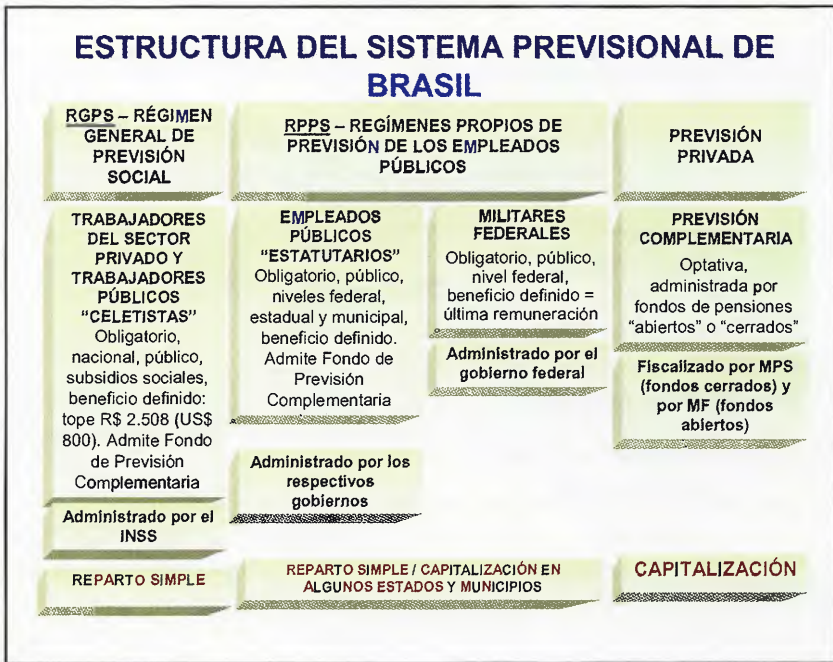 ESTRUCTURA DEL SISTEMA PREVISIONAL DE
BRASIL
RGPS – RÉGIMEN
GENERAL DE
PREVISIÓN
SOCIAL
RPPS – REGÍMENES PROPIOS DE
PREVISIÓN DE LOS EMPLEADOS
PÚBLICOS
PREVISIÓN
PRIVADA
TRABAJADORES
DEL SECTOR
PRIVADO Y
TRABAJADORES
PÚBLICOS
"CELETISTAS"
Obligatorio,
nacional, público,
subsidios sociales,
beneficio definido:
tope R$ 2.508 (US$
800). Admite Fondo
de Previsión
Complementaria
Administrado por el
INSS
EMPLEADOS
PÚBLICOS
"ESTATUTARIOS"
Obligatorio, público,
niveles federal,
estadual y municipal,
beneficio definido.
Admite Fondo de
Previsión
Complementaria
Administrado por los
respectivos
gobiernos
MILITARES
FEDERALES
Obligatorio, público,
nivel federal,
beneficio definido =
última remuneración
Administrado por el
gobierno federal
PREVISIÓN
COMPLEMENTARIA
Optativa,
administrada por
fondos de pensiones
"abiertos" o "cerrados"
Fiscalizado por MPS
(fondos cerrados) y
por MF (fondos
abiertos)
REPARTO SIMPLE
REPARTO SIMPLE / CAPITALIZACIÓN EN
ALGUNOS ESTADOS Y MUNICIPIOS
CAPITALIZACIÓN